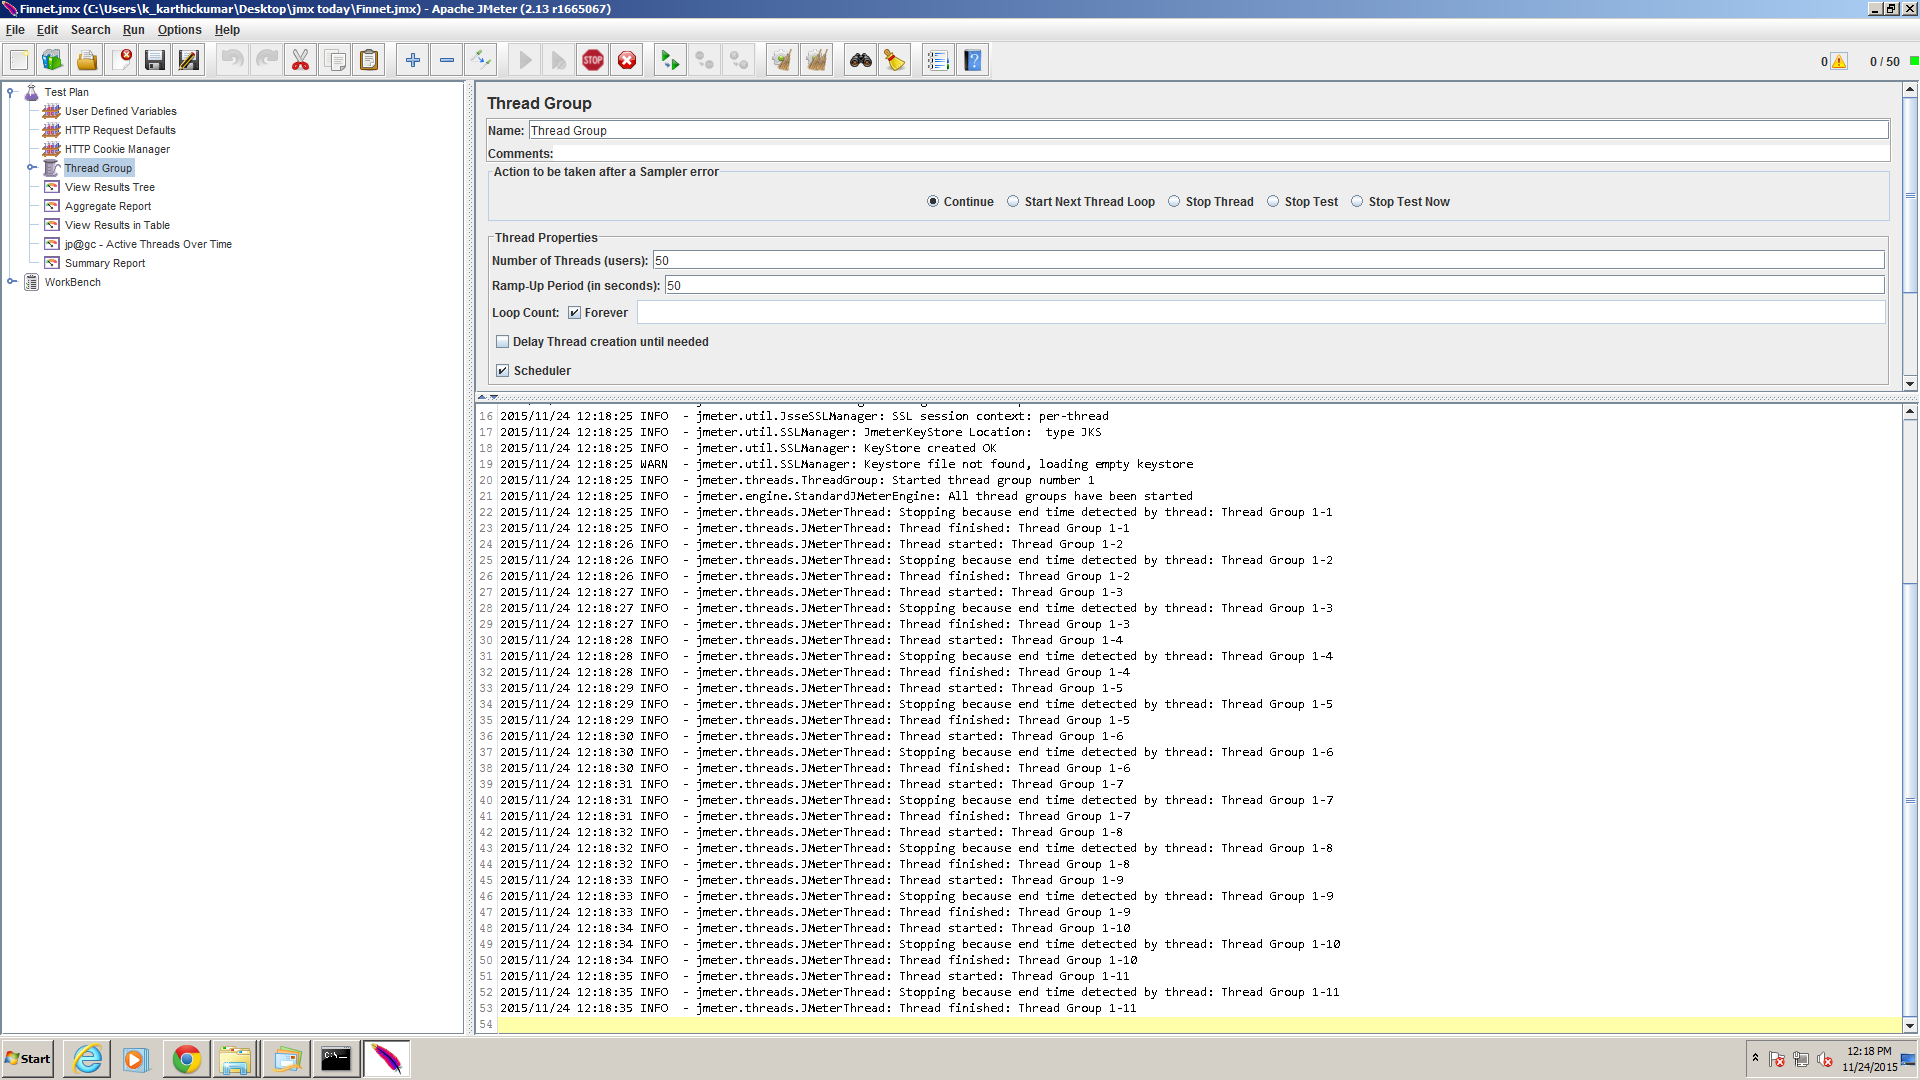 Finnet.jmx (C:\Users\k_karthickumar\Desktop\jmx today\Finnet.jmx) - Apache JMeter (2.13 r1665067)
File Edit Search Run Options Help
STOP
0
0 / 50
Test Plan
User Defined Variables
HTTP Request Defaults
HTTP Cookie Manager
Thread Group
View Results Tree
Aggregate Report
View Results in Table
jp@gc - Active Threads Over Time
Summary Report
WorkBench
Thread Group
Name: Thread Group
Comments:
Action to be taken after a Sampler error
Continue Start Next Thread Loop Stop Thread Stop Test Stop Test Now
Thread Properties
Number of Threads (users): 50
Ramp-Up Period (in seconds): 50
Loop Count: Forever
Delay Thread creation until needed
Scheduler
16 2015/11/24 12:18:25 INFO - jmeter.util.JsseSSLManager: SSL session context: per-thread
17 2015/11/24 12:18:25 INFO - jmeter.util.SSLManager: JmeterKeyStore Location: type JKS
18 2015/11/24 12:18:25 INFO - jmeter.util.SSLManager: KeyStore created OK
19 2015/11/24 12:18:25 WARN - jmeter.util.SSLManager: Keystore file not found, loading empty keystore
20 2015/11/24 12:18:25 INFO - jmeter.threads.ThreadGroup: Started thread group number 1
21 2015/11/24 12:18:25 INFO - jmeter.engine.StandardJMeterEngine: All thread groups have been started
22 2015/11/24 12:18:25 INFO - jmeter.threads.JMeterThread: Stopping because end time detected by thread: Thread Group 1-1
23 2015/11/24 12:18:25 INFO - jmeter.threads.JMeterThread: Thread finished: Thread Group 1-1
24 2015/11/24 12:18:26 INFO - jmeter.threads.JMeterThread: Thread started: Thread Group 1-2
25 2015/11/24 12:18:26 INFO - jmeter.threads.JMeterThread: Stopping because end time detected by thread: Thread Group 1-2
26 2015/11/24 12:18:26 INFO - jmeter.threads.JMeterThread: Thread finished: Thread Group 1-2
27 2015/11/24 12:18:27 INFO - jmeter.threads.JMeterThread: Thread started: Thread Group 1-3
28 2015/11/24 12:18:27 INFO - jmeter.threads.JMeterThread: Stopping because end time detected by thread: Thread Group 1-3
29 2015/11/24 12:18:27 INFO - jmeter.threads.JMeterThread: Thread finished: Thread Group 1-3
30 2015/11/24 12:18:28 INFO - jmeter.threads.JMeterThread: Thread started: Thread Group 1-4
31 2015/11/24 12:18:28 INFO - jmeter.threads.JMeterThread: Stopping because end time detected by thread: Thread Group 1-4
32 2015/11/24 12:18:28 INFO - jmeter.threads.JMeterThread: Thread finished: Thread Group 1-4
33 2015/11/24 12:18:29 INFO - jmeter.threads.JMeterThread: Thread started: Thread Group 1-5
34 2015/11/24 12:18:29 INFO - jmeter.threads.JMeterThread: Stopping because end time detected by thread: Thread Group 1-5
35 2015/11/24 12:18:29 INFO - jmeter.threads.JMeterThread: Thread finished: Thread Group 1-5
36 2015/11/24 12:18:30 INFO - jmeter.threads.JMeterThread: Thread started: Thread Group 1-6
37 2015/11/24 12:18:30 INFO - jmeter.threads.JMeterThread: Stopping because end time detected by thread: Thread Group 1-6
38 2015/11/24 12:18:30 INFO - jmeter.threads.JMeterThread: Thread finished: Thread Group 1-6
39 2015/11/24 12:18:31 INFO - jmeter.threads.JMeterThread: Thread started: Thread Group 1-7
40 2015/11/24 12:18:31 INFO - jmeter.threads.JMeterThread: Stopping because end time detected by thread: Thread Group 1-7
41 2015/11/24 12:18:31 INFO - jmeter.threads.JMeterThread: Thread finished: Thread Group 1-7
42 2015/11/24 12:18:32 INFO - jmeter.threads.JMeterThread: Thread started: Thread Group 1-8
43 2015/11/24 12:18:32 INFO - jmeter.threads.JMeterThread: Stopping because end time detected by thread: Thread Group 1-8
44 2015/11/24 12:18:32 INFO - jmeter.threads.JMeterThread: Thread finished: Thread Group 1-8
45 2015/11/24 12:18:33 INFO - jmeter.threads.JMeterThread: Thread started: Thread Group 1-9
46 2015/11/24 12:18:33 INFO - jmeter.threads.JMeterThread: Stopping because end time detected by thread: Thread Group 1-9
47 2015/11/24 12:18:33 INFO - jmeter.threads.JMeterThread: Thread finished: Thread Group 1-9
48 2015/11/24 12:18:34 INFO - jmeter.threads.JMeterThread: Thread started: Thread Group 1-10
49 2015/11/24 12:18:34 INFO - jmeter.threads.JMeterThread: Stopping because end time detected by thread: Thread Group 1-10
50 2015/11/24 12:18:34 INFO - jmeter.threads.JMeterThread: Thread finished: Thread Group 1-10
51 2015/11/24 12:18:35 INFO - jmeter.threads.JMeterThread: Thread started: Thread Group 1-11
52 2015/11/24 12:18:35 INFO - jmeter.threads.JMeterThread: Stopping because end time detected by thread: Thread Group 1-11
53 2015/11/24 12:18:35 INFO - jmeter.threads.JMeterThread: Thread finished: Thread Group 1-11
54
Start
12:18 PM
11/24/2015